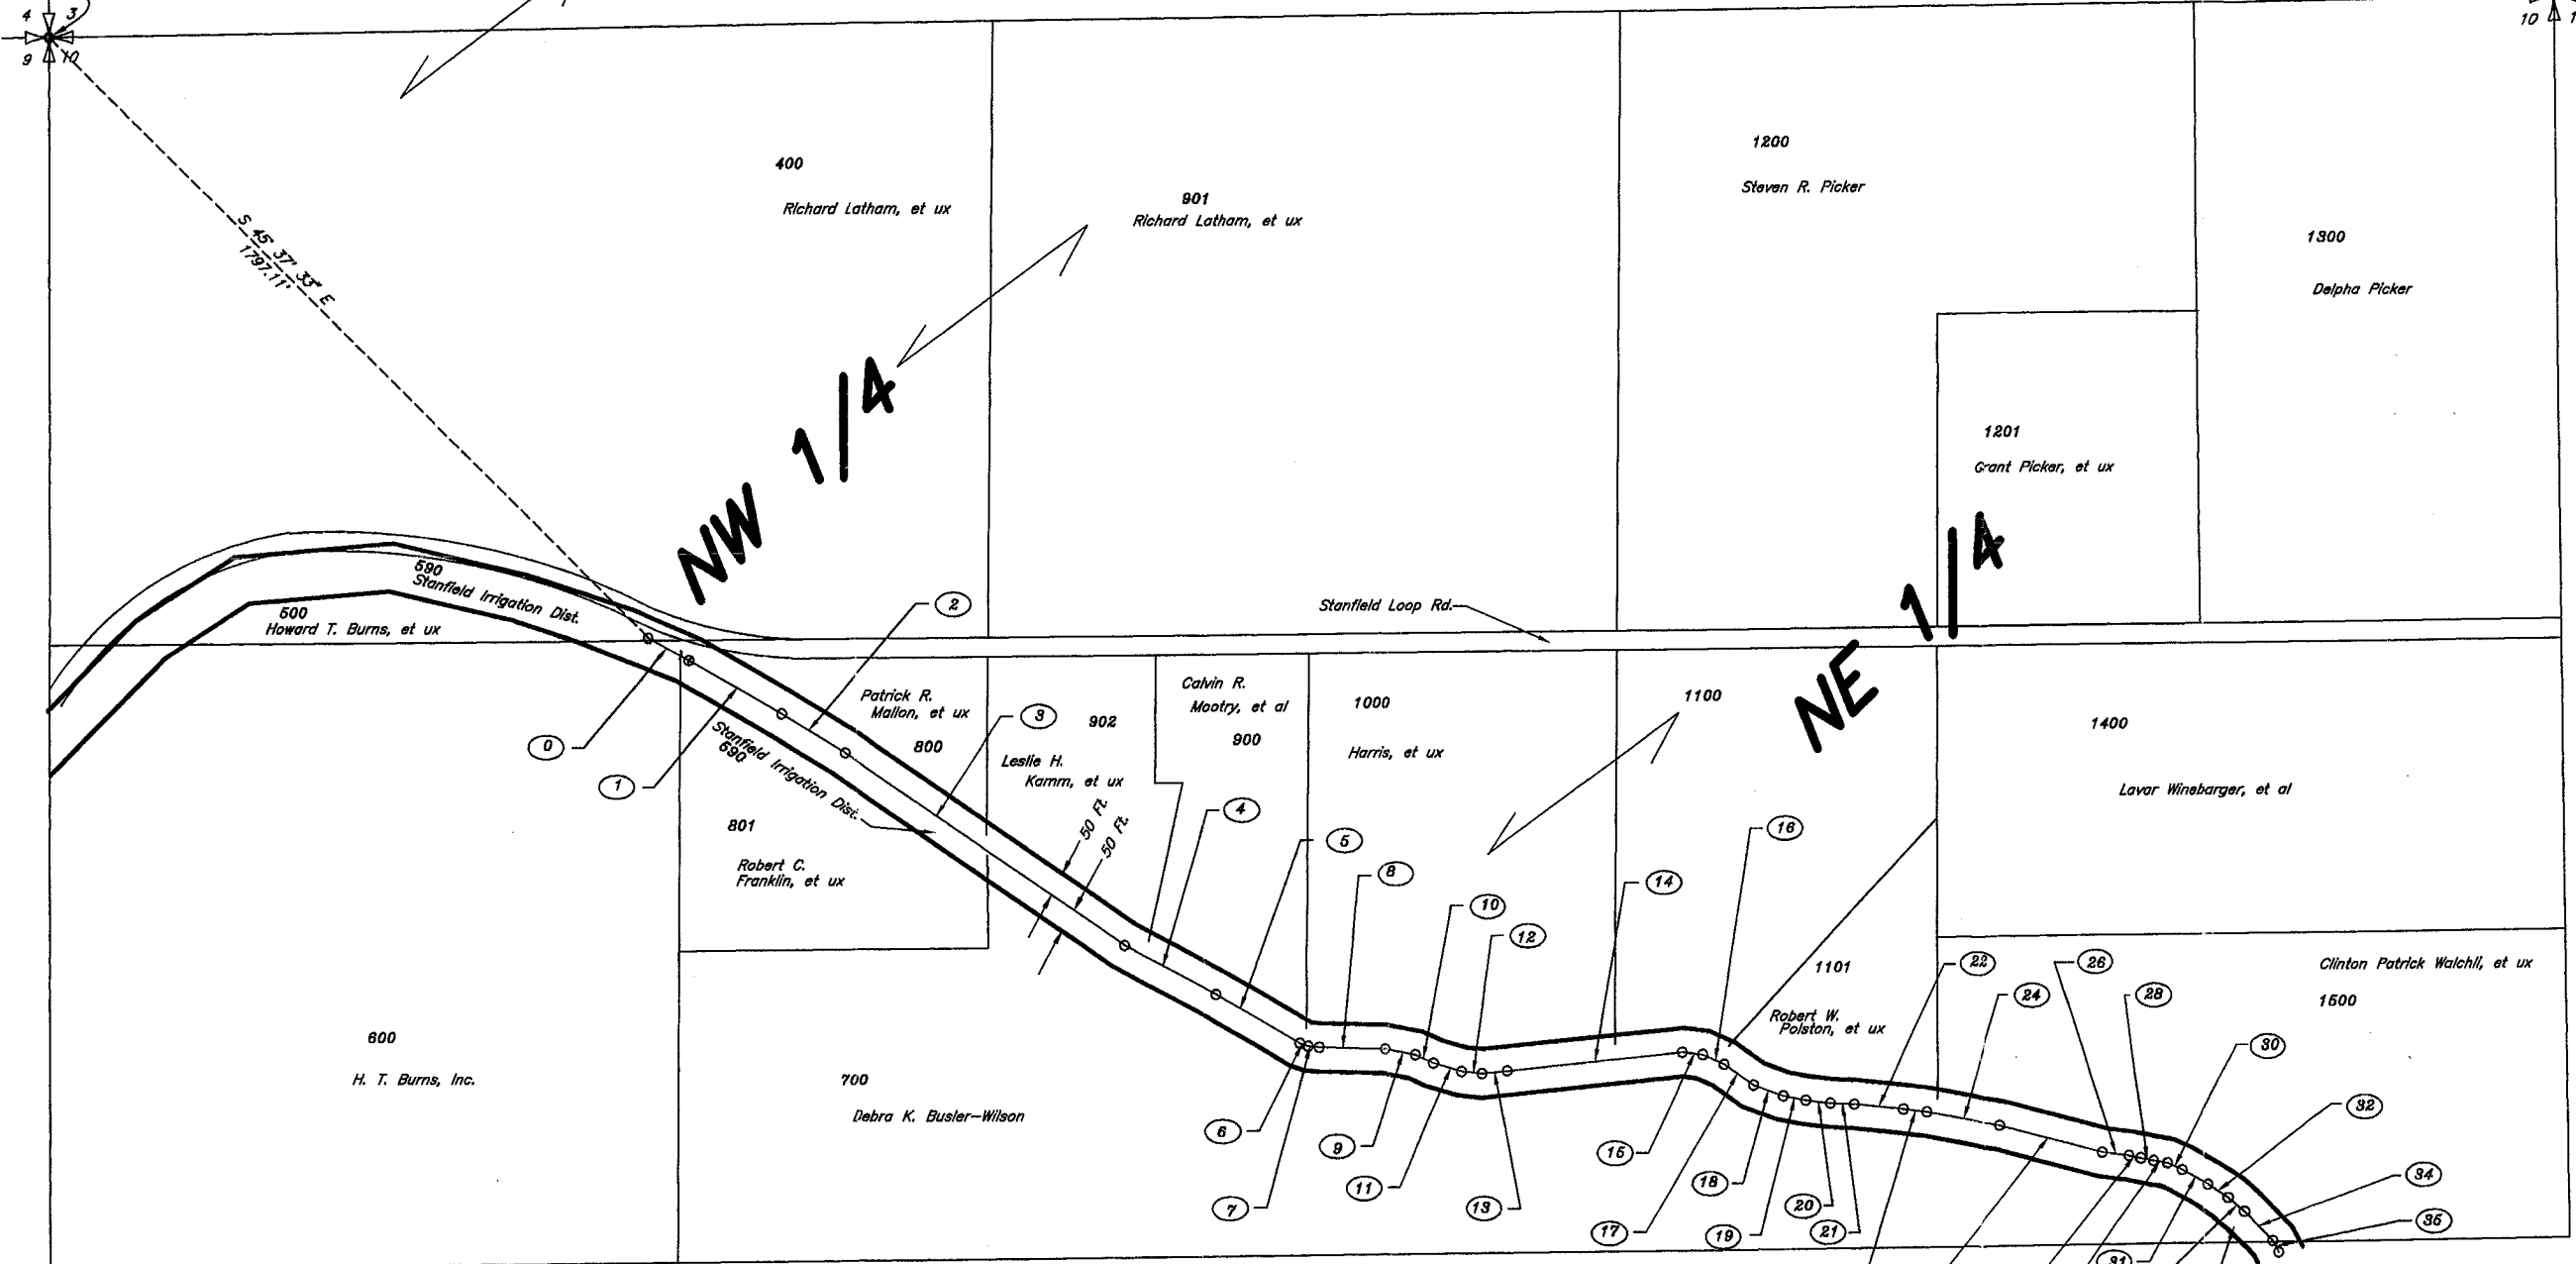 4 3
9 10
10
400
Richard Latham, et ux
901
Richard Latham, et ux
1200
Steven R. Picker
1300
Delpha Picker
S 45° 37' 33" E
1797.11'
NW 1/4
1201
Grant Picker, et ux
NE 1/4
590
Stanfield Irrigation Dist.
500
Howard T. Burns, et ux
Stanfield Loop Rd.
2
Patrick R.
Mallon, et ux
800
3
902
Leslie H.
Kamm, et ux
Calvin R.
Mootry, et al
900
1000
Harris, et ux
1100
1400
Lavar Winebarger, et al
0
1
Stanfield Irrigation Dist.
590
801
Robert C.
Franklin, et ux
50 Ft.
50 Ft.
4
5
8
10
12
14
16
1101
Robert W.
Polston, et ux
22
24
26
28
Clinton Patrick Walchli, et ux
1500
30
32
34
35
600
H. T. Burns, Inc.
700
Debra K. Busler-Wilson
6
7
9
11
13
15
17
18
19
20
21
31